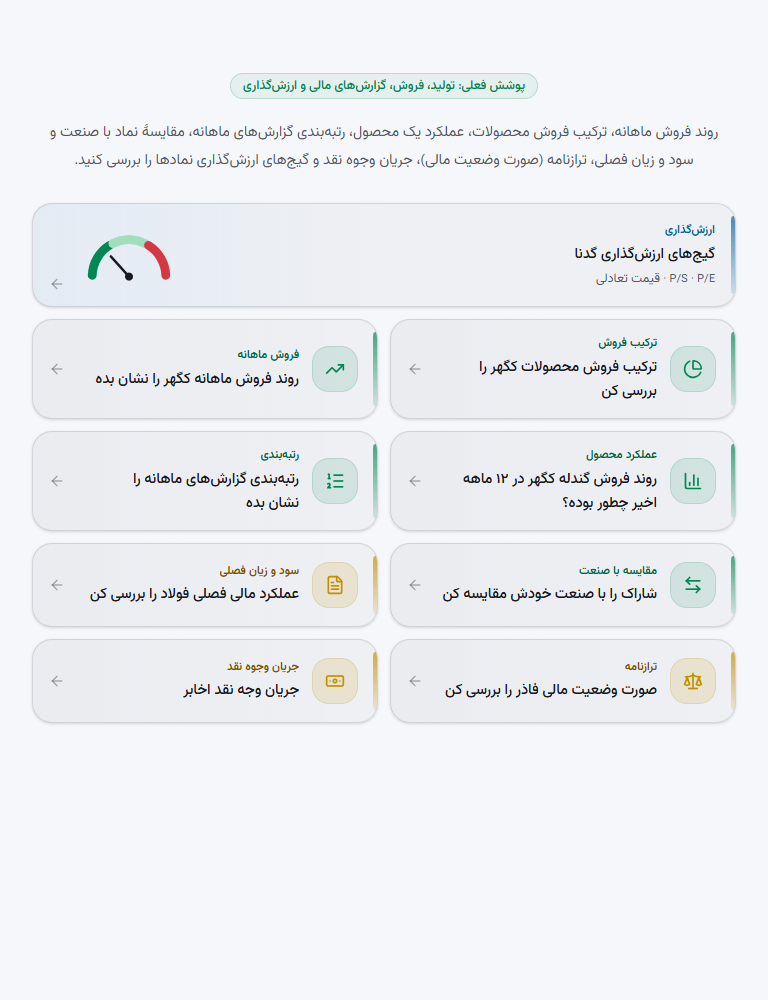 پوشش فعلی: تولید، فروش، گزارش‌های مالی و ارزش‌گذاری
روند فروش ماهانه، ترکیب فروش محصولات، عملکرد یک محصول، رتبه‌بندی گزارش‌های ماهانه، مقایسهٔ نماد با صنعت و
سود و زیان فصلی، ترازنامه (صورت وضعیت مالی)، جریان وجوه نقد و گیج‌های ارزش‌گذاری نمادها را بررسی کنید.
ارزش‌گذاری
گیج‌های ارزش‌گذاری گدنا
P/S · P/E · قیمت تعادلی
ترکیب فروش
ترکیب فروش محصولات کگهر را
بررسی کن
فروش ماهانه
روند فروش ماهانه کگهر را نشان بده
عملکرد محصول
روند فروش گندله کگهر در ۱۲ ماهه
اخیر چطور بوده؟
رتبه‌بندی
رتبه‌بندی گزارش‌های ماهانه را
نشان بده
مقایسه با صنعت
شاراک را با صنعت خودش مقایسه کن
سود و زیان فصلی
عملکرد مالی فصلی فولاد را بررسی کن
ترازنامه
صورت وضعیت مالی فاذر را بررسی کن
جریان وجوه نقد
جریان وجه نقد اخابر